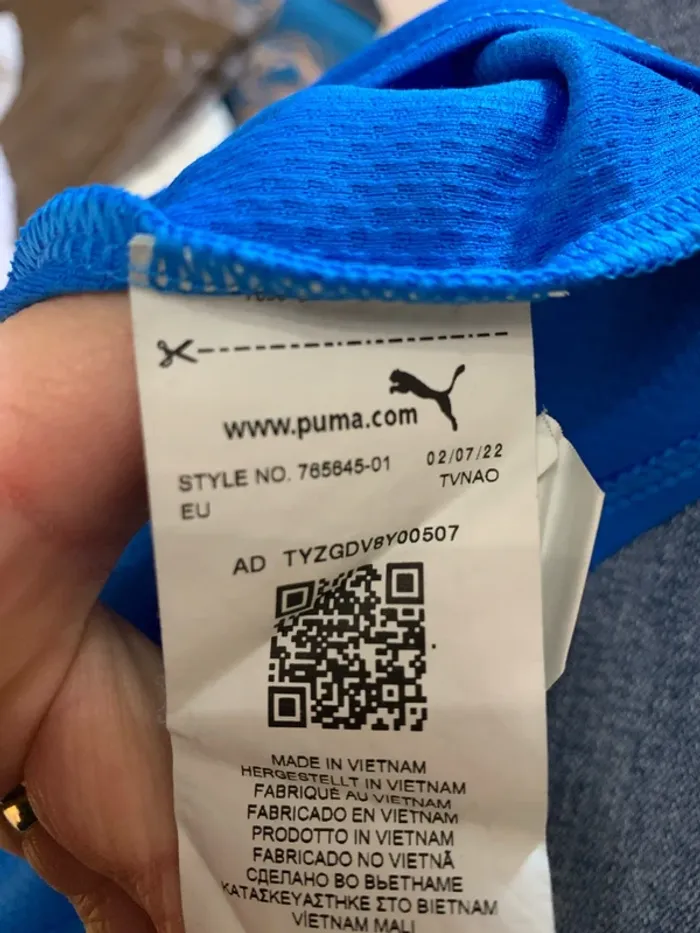 www.puma.com
STYLE NO. 765645-01 02/07/22
EU TVNAO
AD TYZGDV8Y00507
MADE IN VIETNAM
HERGESTELLT IN VIETNAM
FABRIQUÉ AU VIETNAM
FABRICADO EN VIETNAM
PRODOTTO IN VIETNAM
FABRICADO NO VIETNÃ
СДЕЛАНО ВО ВЬЕТНАМЕ
ΚΑΤΑΣΚΕΥΑΣΤΗΚΕ ΣΤΟ ΒΙΕΤΝΑΜ
VİETNAM MALI